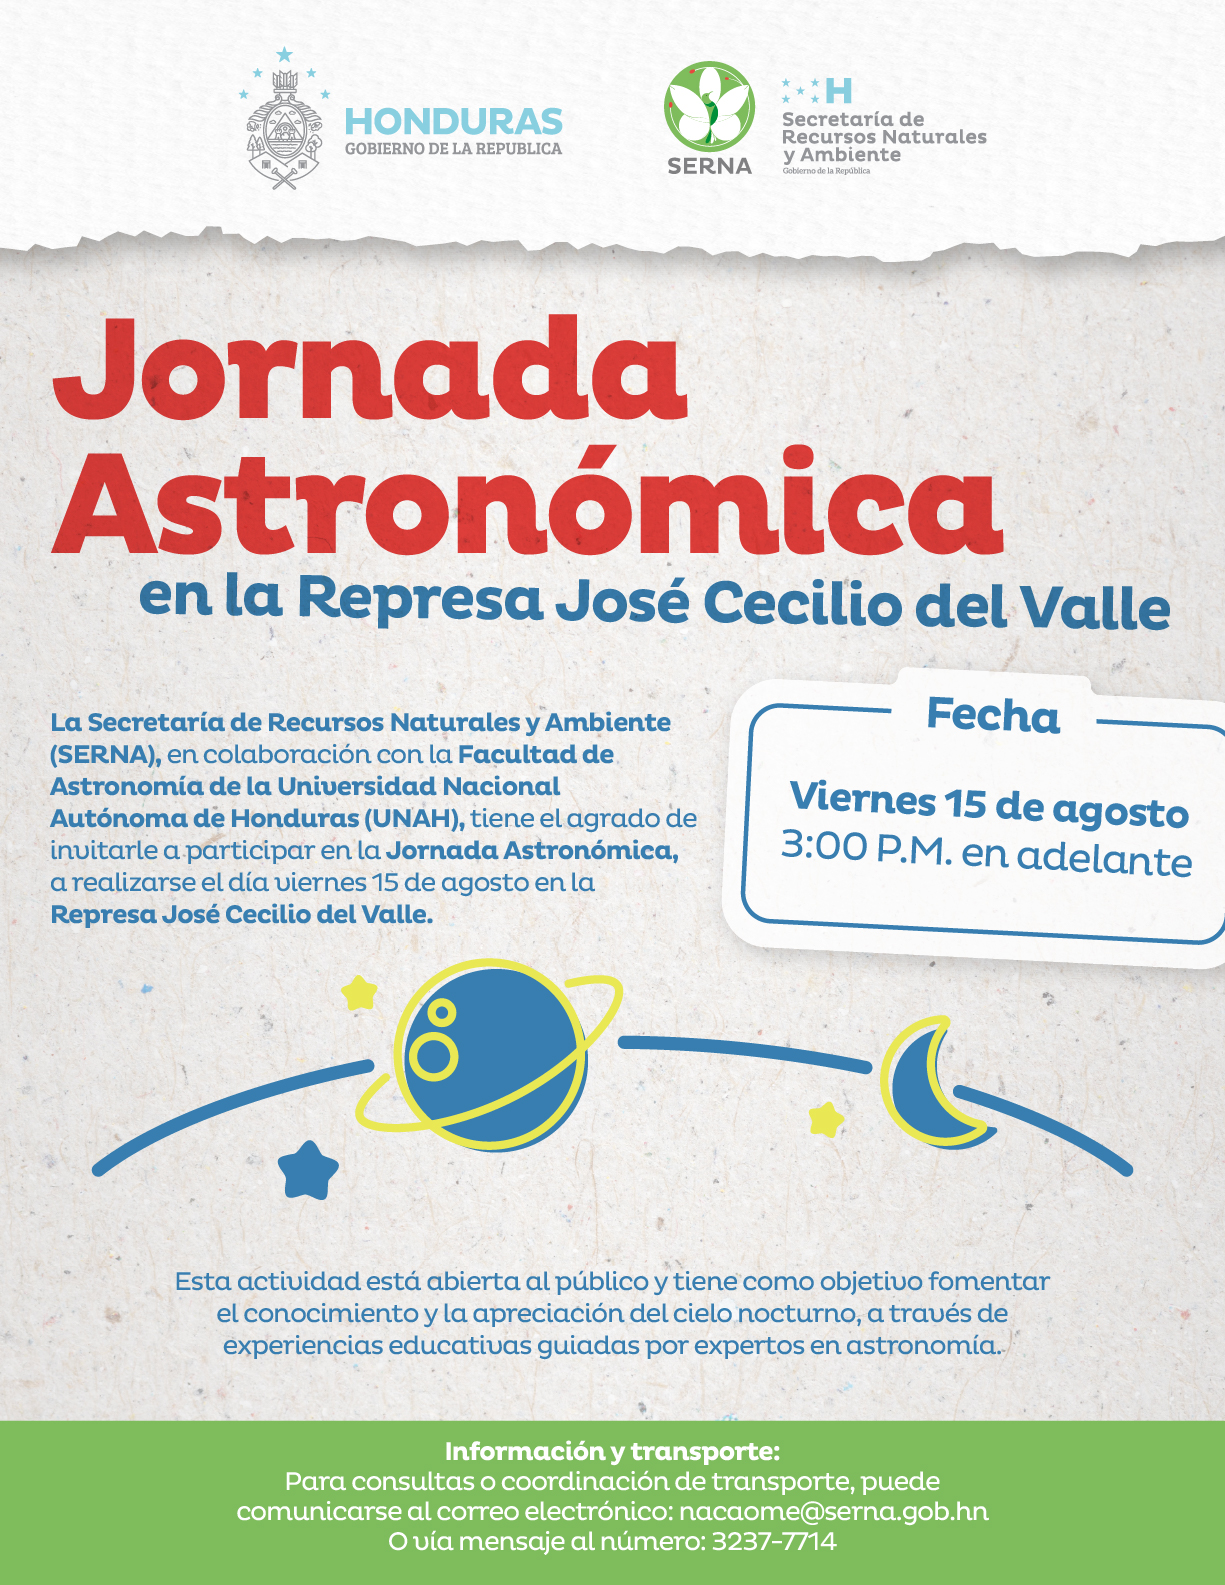 HONDURAS
GOBIERNO DE LA REPUBLICA
SERNA
H
Secretaría de
Recursos Naturales
y Ambiente
Gobierno de la República
Jornada
Astronómica
en la Represa José Cecilio del Valle
La Secretaría de Recursos Naturales y Ambiente
(SERNA), en colaboración con la Facultad de
Astronomía de la Universidad Nacional
Autónoma de Honduras (UNAH), tiene el agrado de
invitarle a participar en la Jornada Astronómica,
a realizarse el día viernes 15 de agosto en la
Represa José Cecilio del Valle.
Fecha
Viernes 15 de agosto
3:00 P.M. en adelante
Esta actividad está abierta al público y tiene como objetivo fomentar
el conocimiento y la apreciación del cielo nocturno, a través de
experiencias educativas guiadas por expertos en astronomía.
Información y transporte:
Para consultas o coordinación de transporte, puede
comunicarse al correo electrónico: nacaome@serna.gob.hn
O vía mensaje al número: 3237-7714